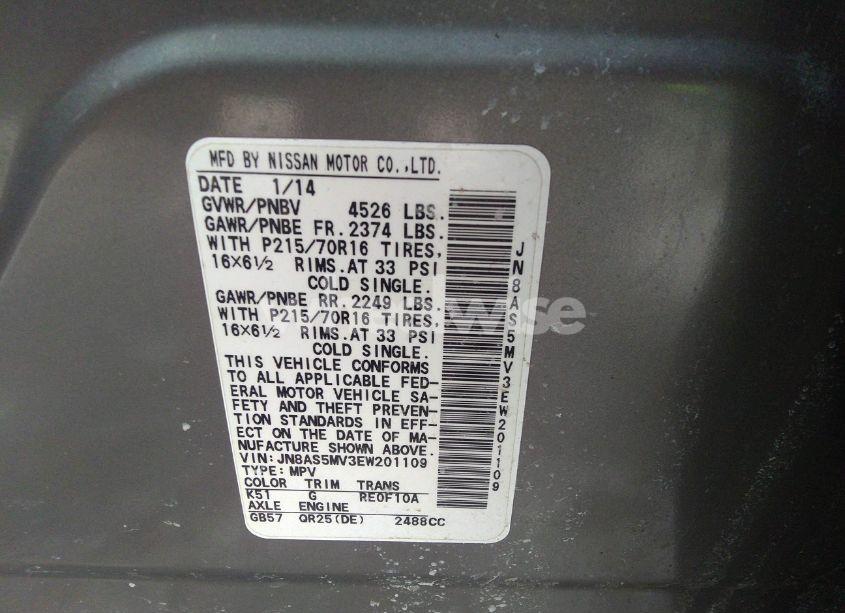 MFD BY NISSAN MOTOR CO.,LTD.
DATE 1/14
GVWR/PNBV 4526 LBS.
GAWR/PNBE FR. 2374 LBS.
WITH P215/70R16 TIRES,
16X6½ RIMS.AT 33 PSI
COLD SINGLE.
GAWR/PNBE RR. 2249 LBS.
WITH P215/70R16 TIRES,
16X6½ RIMS.AT 33 PSI
COLD SINGLE.
THIS VEHICLE CONFORMS
TO ALL APPLICABLE FED-
ERAL MOTOR VEHICLE SA-
FETY AND THEFT PREVEN-
TION STANDARDS IN EFF-
ECT ON THE DATE OF MA-
NUFACTURE SHOWN ABOVE.
VIN:JN8AS5MV3EW201109
TYPE:MPV
COLOR TRIM TRANS
K51 G RE0F10A
AXLE ENGINE
GB57 QR25(DE) 2488CC
JN8AS5MV3EW201109